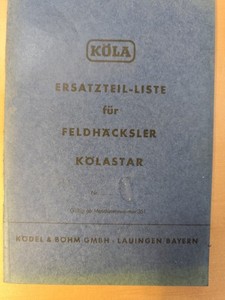 KÖLA
ERSATZTEIL-LISTE
für
FELDHÄCKSLER
KÖLASTAR
KÖDEL & BÖHM GMBH · LAUINGEN/BAYERN